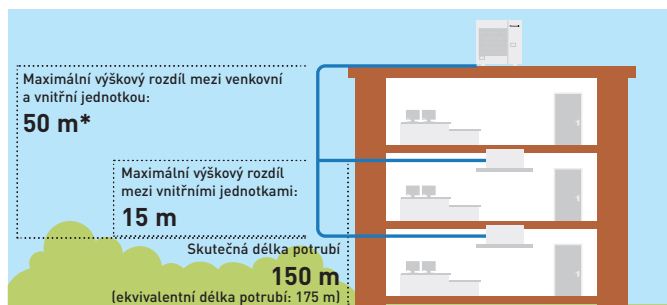 Maximální výškový rozdíl mezi venkovní
a vnitřní jednotkou:
50 m*
Maximální výškový rozdíl
mezi vnitřními jednotkami:
15 m
Skutečná délka potrubí
150 m
(ekvivalentní délka potrubí: 175 m)